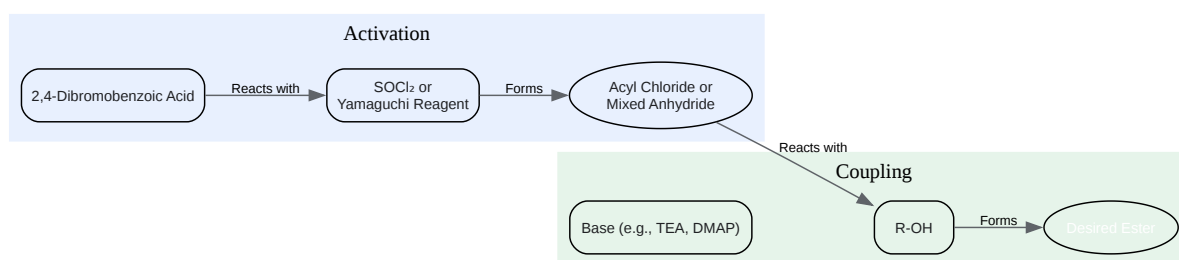 Activation
2,4-Dibromobenzoic Acid
Reacts with
SOCl₂ or
Yamaguchi Reagent
Forms
Acyl Chloride or
Mixed Anhydride
Reacts with
Coupling
Base (e.g., TEA, DMAP)
R-OH
Forms
Desired Ester